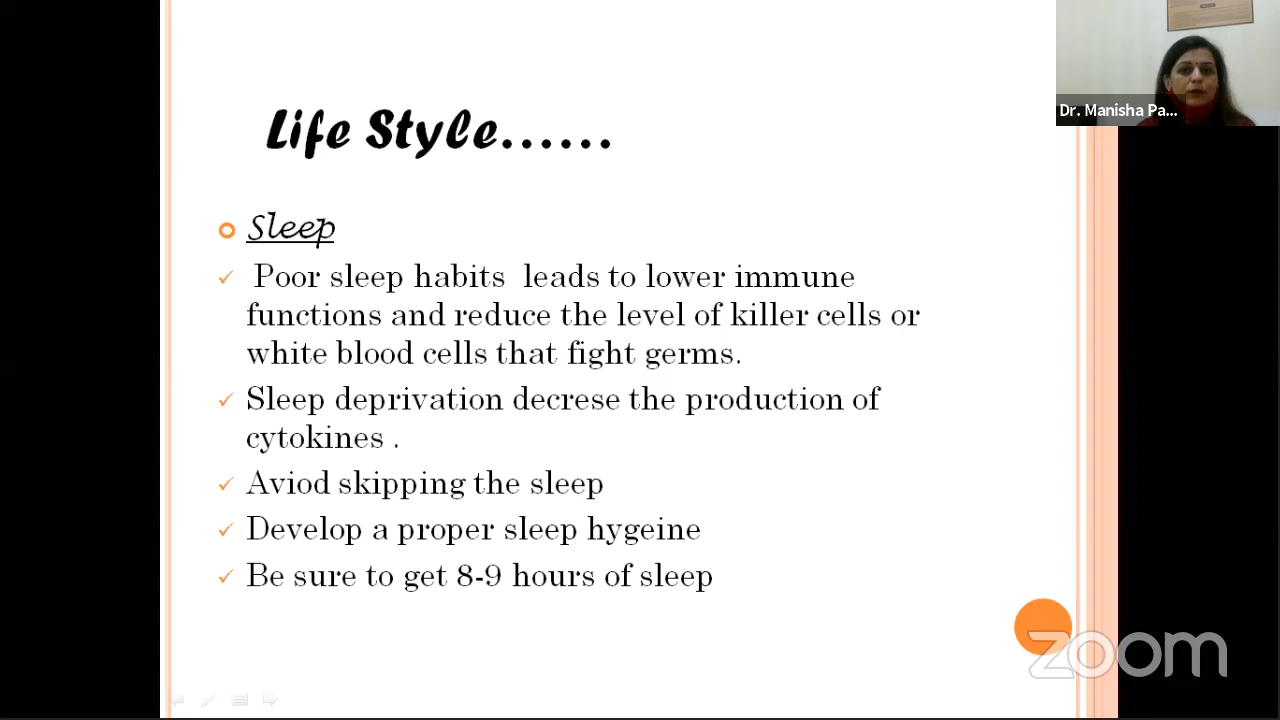 Life Style......
Sleep
Poor sleep habits leads to lower immune
functions and reduce the level of killer cells or
white blood cells that fight germs.
Sleep deprivation decrese the production of
cytokines .
Aviod skipping the sleep
Develop a proper sleep hygeine
Be sure to get 8-9 hours of sleep
Dr. Manisha Pa...
zoom